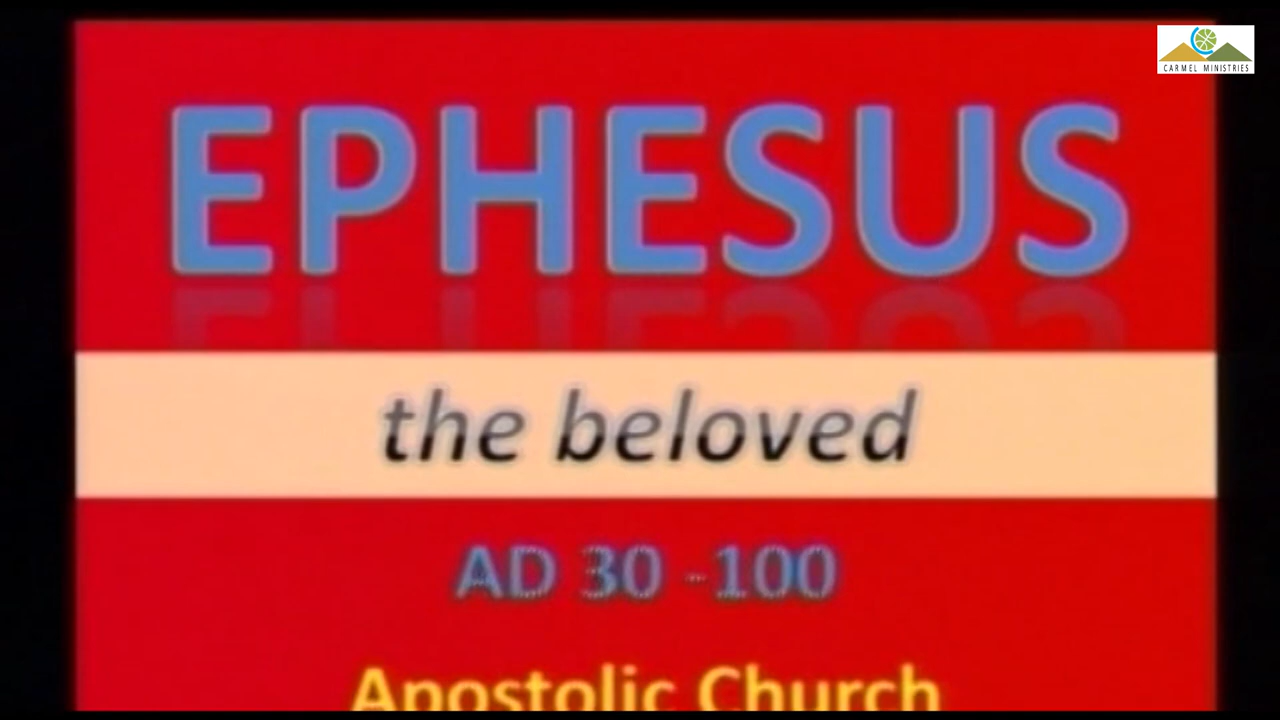 CARMEL MINISTRIES
EPHESUS
the beloved
AD 30 -100
Apostolic Church